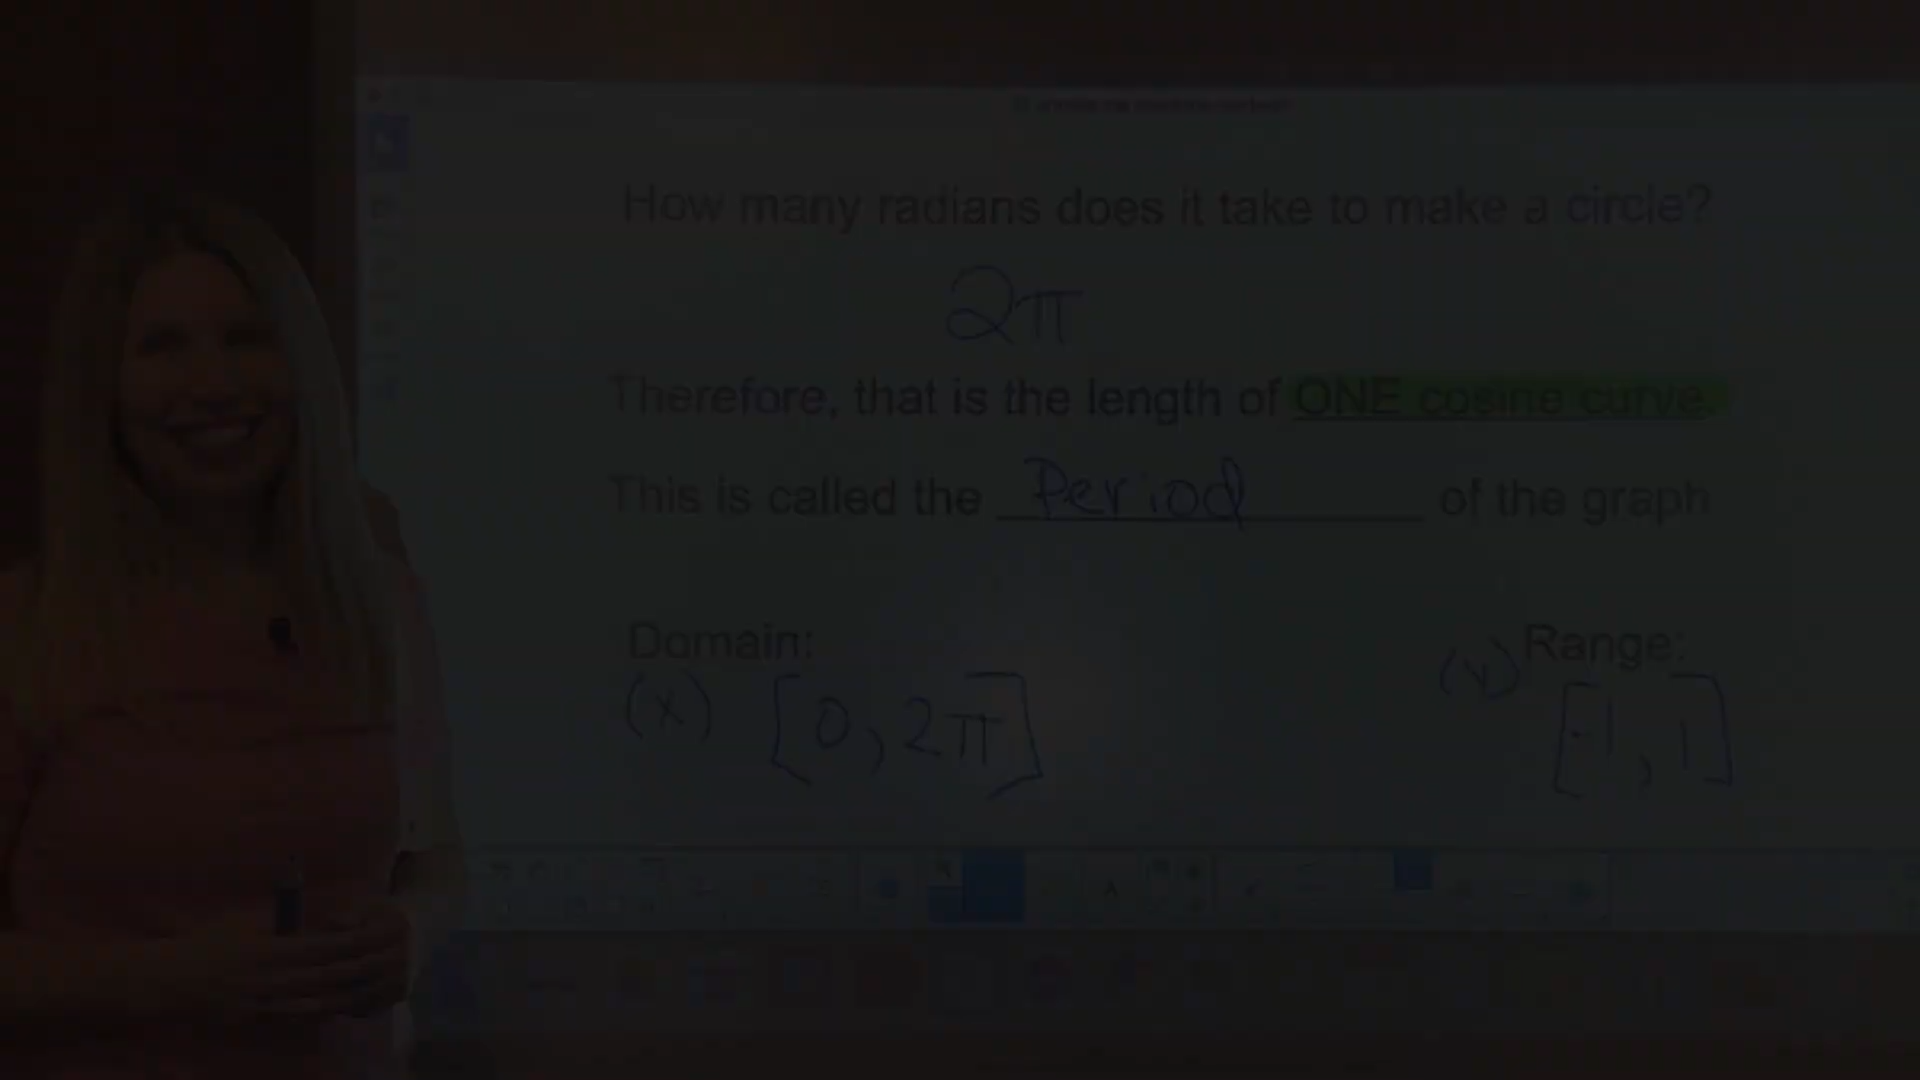 How many radians does it take to make a circle?
2π
Therefore, that is the length of ONE cosine curve.
This is called the Period of the graph
Domain:
(x) [0, 2π]
(y) Range:
[-1, 1]